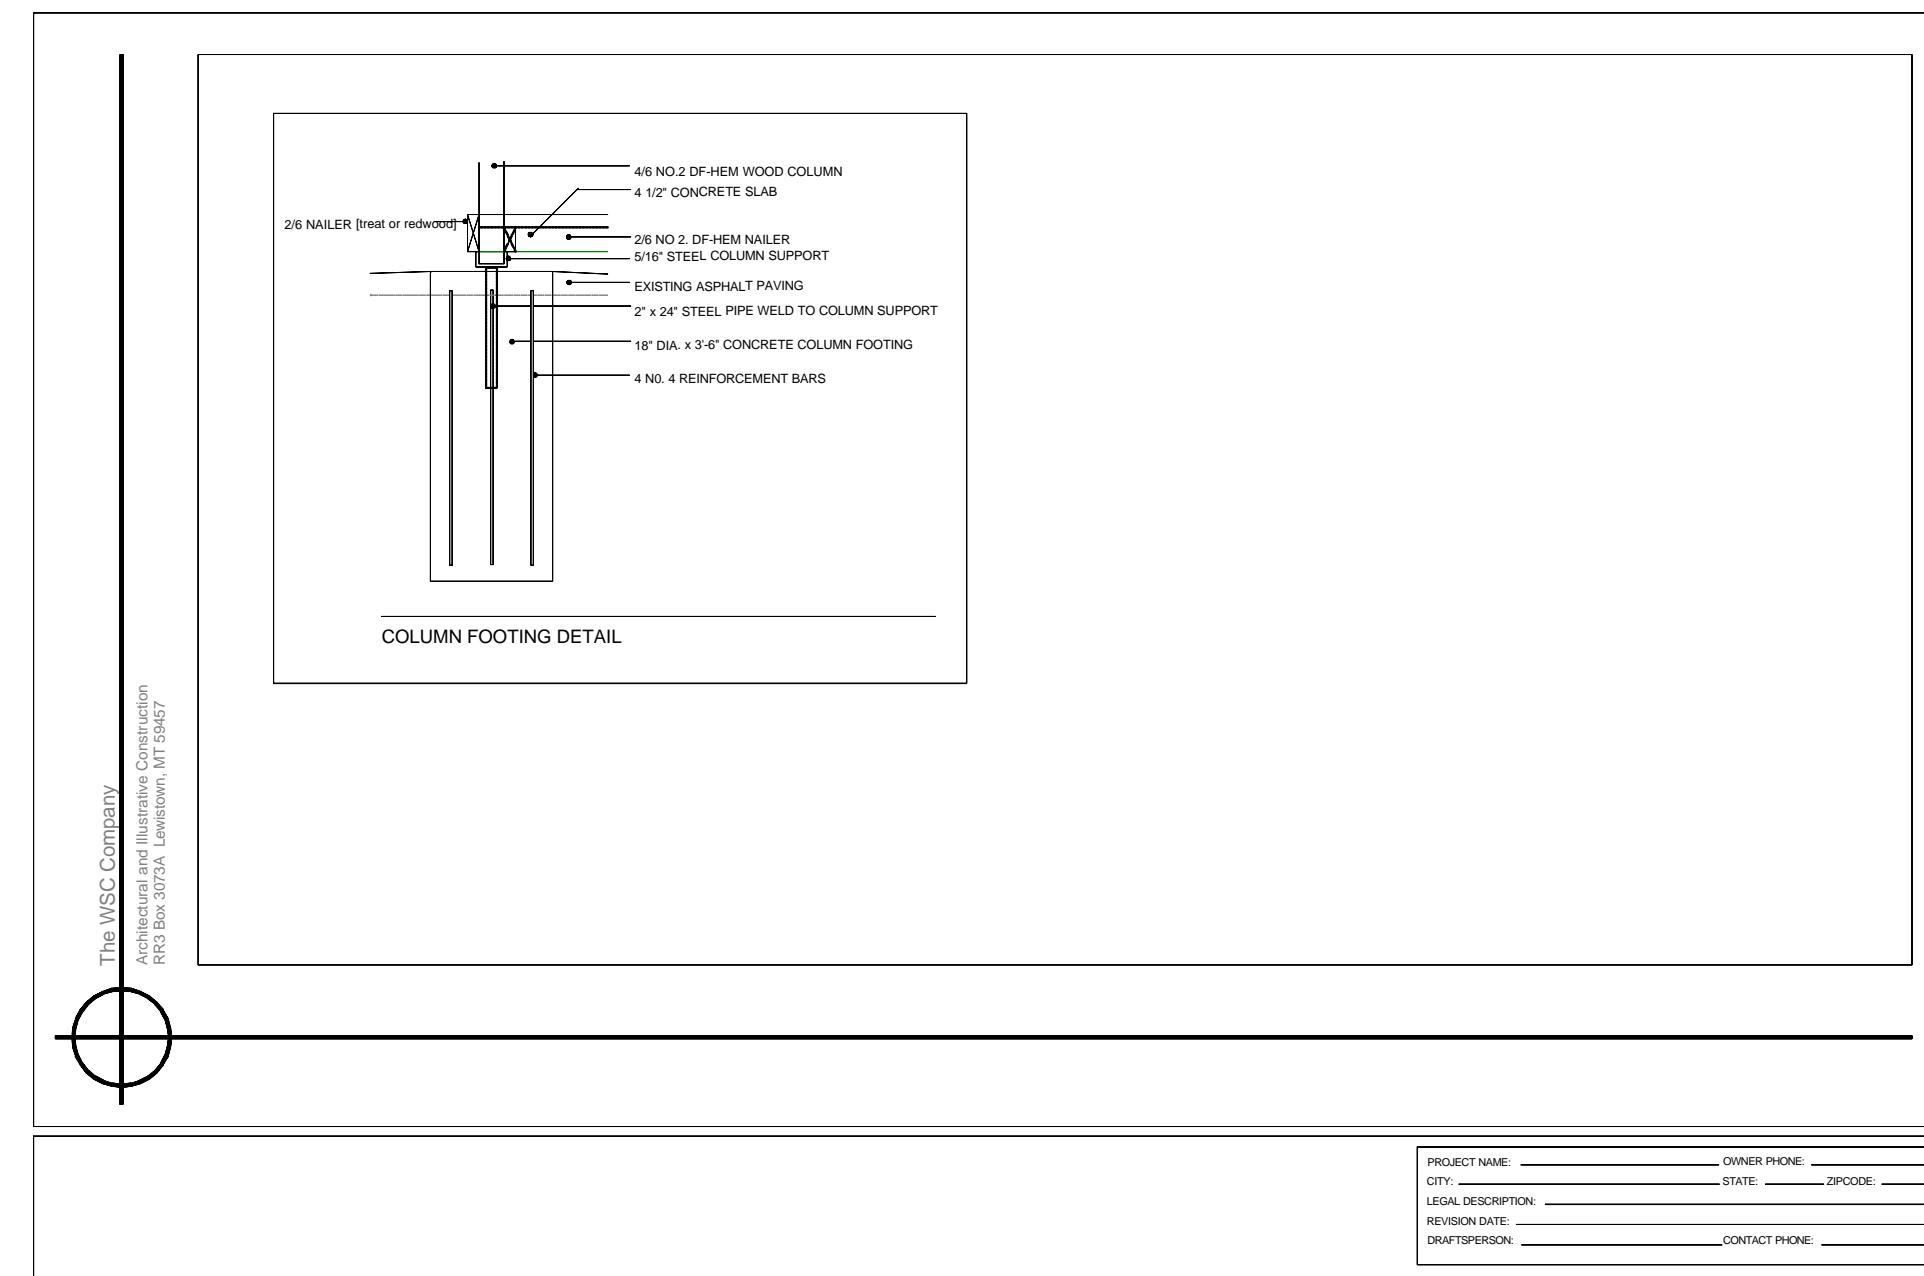 4/6 NO.2 DF-HEM WOOD COLUMN
4 1/2" CONCRETE SLAB
2/6 NAILER [treat or redwood]
2/6 NO 2. DF-HEM NAILER
5/16" STEEL COLUMN SUPPORT
EXISTING ASPHALT PAVING
2" x 24" STEEL PIPE WELD TO COLUMN SUPPORT
18" DIA. x 3'-6" CONCRETE COLUMN FOOTING
4 N0. 4 REINFORCEMENT BARS
COLUMN FOOTING DETAIL
The WSC Company
Architectural and Illustrative Construction
RR3 Box 3073A Lewistown, MT 59457
PROJECT NAME: OWNER PHONE:
CITY: STATE: ZIPCODE:
LEGAL DESCRIPTION:
REVISION DATE:
DRAFTSPERSON: CONTACT PHONE: